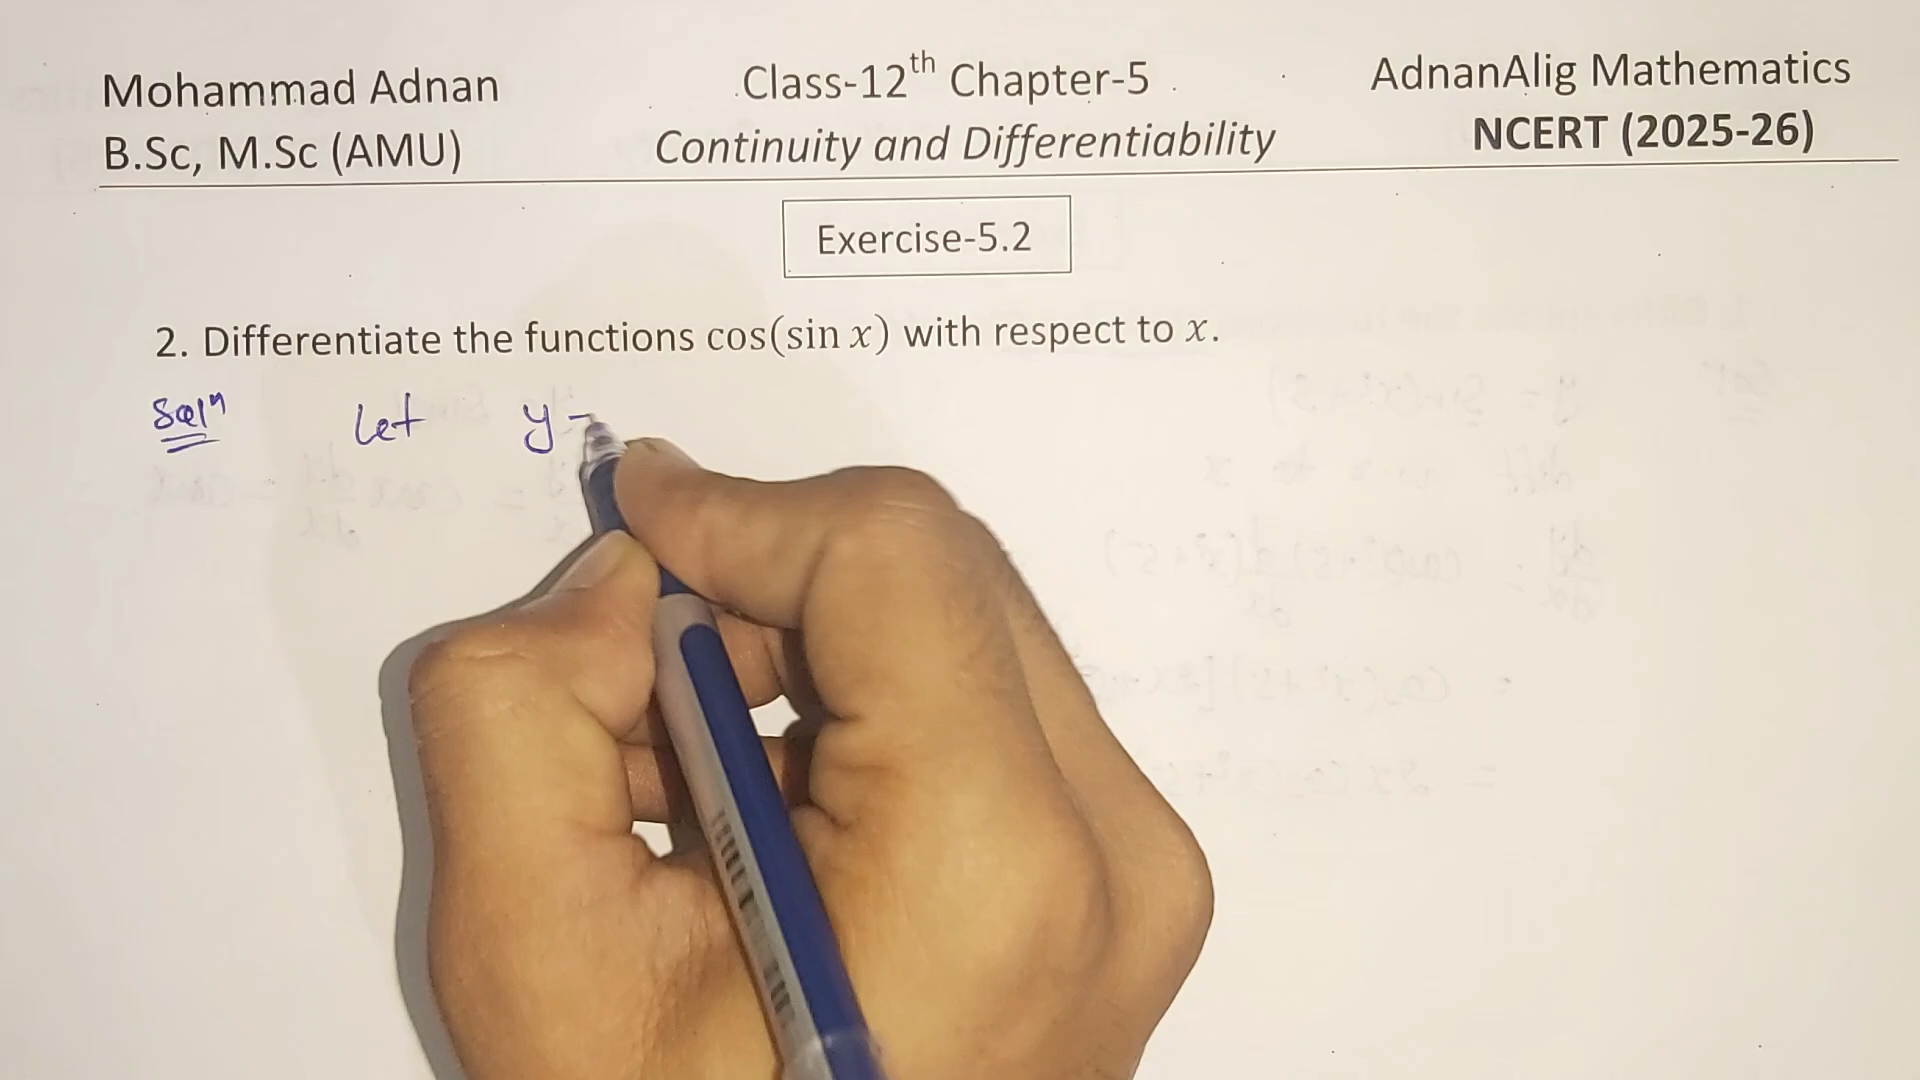 Mohammad Adnan
B.Sc, M.Sc (AMU)
Class-12th Chapter-5
Continuity and Differentiability
AdnanAlig Mathematics
NCERT (2025-26)
Exercise-5.2
2. Differentiate the functions cos(sin x) with respect to x.
Solⁿ Let y =